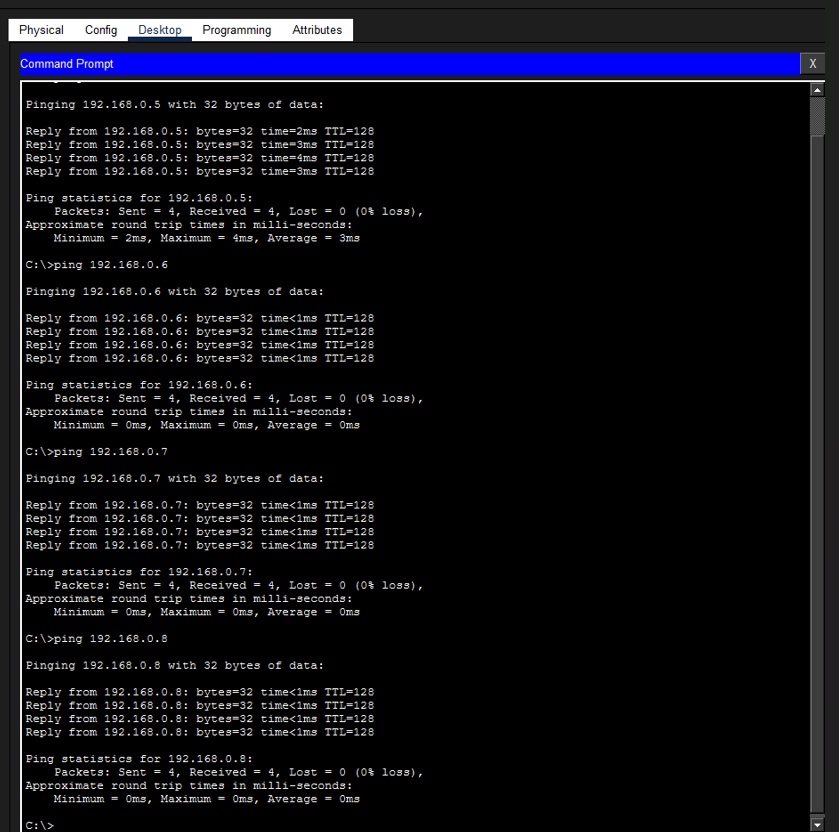 Physical Config Desktop Programming Attributes
Command Prompt X
Pinging 192.168.0.5 with 32 bytes of data:
Reply from 192.168.0.5: bytes=32 time=2ms TTL=128
Reply from 192.168.0.5: bytes=32 time=3ms TTL=128
Reply from 192.168.0.5: bytes=32 time=4ms TTL=128
Reply from 192.168.0.5: bytes=32 time=3ms TTL=128
Ping statistics for 192.168.0.5:
Packets: Sent = 4, Received = 4, Lost = 0 (0% loss),
Approximate round trip times in milli-seconds:
Minimum = 2ms, Maximum = 4ms, Average = 3ms
C:\>ping 192.168.0.6
Pinging 192.168.0.6 with 32 bytes of data:
Reply from 192.168.0.6: bytes=32 time<1ms TTL=128
Reply from 192.168.0.6: bytes=32 time<1ms TTL=128
Reply from 192.168.0.6: bytes=32 time<1ms TTL=128
Reply from 192.168.0.6: bytes=32 time<1ms TTL=128
Ping statistics for 192.168.0.6:
Packets: Sent = 4, Received = 4, Lost = 0 (0% loss),
Approximate round trip times in milli-seconds:
Minimum = 0ms, Maximum = 0ms, Average = 0ms
C:\>ping 192.168.0.7
Pinging 192.168.0.7 with 32 bytes of data:
Reply from 192.168.0.7: bytes=32 time<1ms TTL=128
Reply from 192.168.0.7: bytes=32 time<1ms TTL=128
Reply from 192.168.0.7: bytes=32 time<1ms TTL=128
Reply from 192.168.0.7: bytes=32 time<1ms TTL=128
Ping statistics for 192.168.0.7:
Packets: Sent = 4, Received = 4, Lost = 0 (0% loss),
Approximate round trip times in milli-seconds:
Minimum = 0ms, Maximum = 0ms, Average = 0ms
C:\>ping 192.168.0.8
Pinging 192.168.0.8 with 32 bytes of data:
Reply from 192.168.0.8: bytes=32 time<1ms TTL=128
Reply from 192.168.0.8: bytes=32 time<1ms TTL=128
Reply from 192.168.0.8: bytes=32 time<1ms TTL=128
Reply from 192.168.0.8: bytes=32 time<1ms TTL=128
Ping statistics for 192.168.0.8:
Packets: Sent = 4, Received = 4, Lost = 0 (0% loss),
Approximate round trip times in milli-seconds:
Minimum = 0ms, Maximum = 0ms, Average = 0ms
C:\>